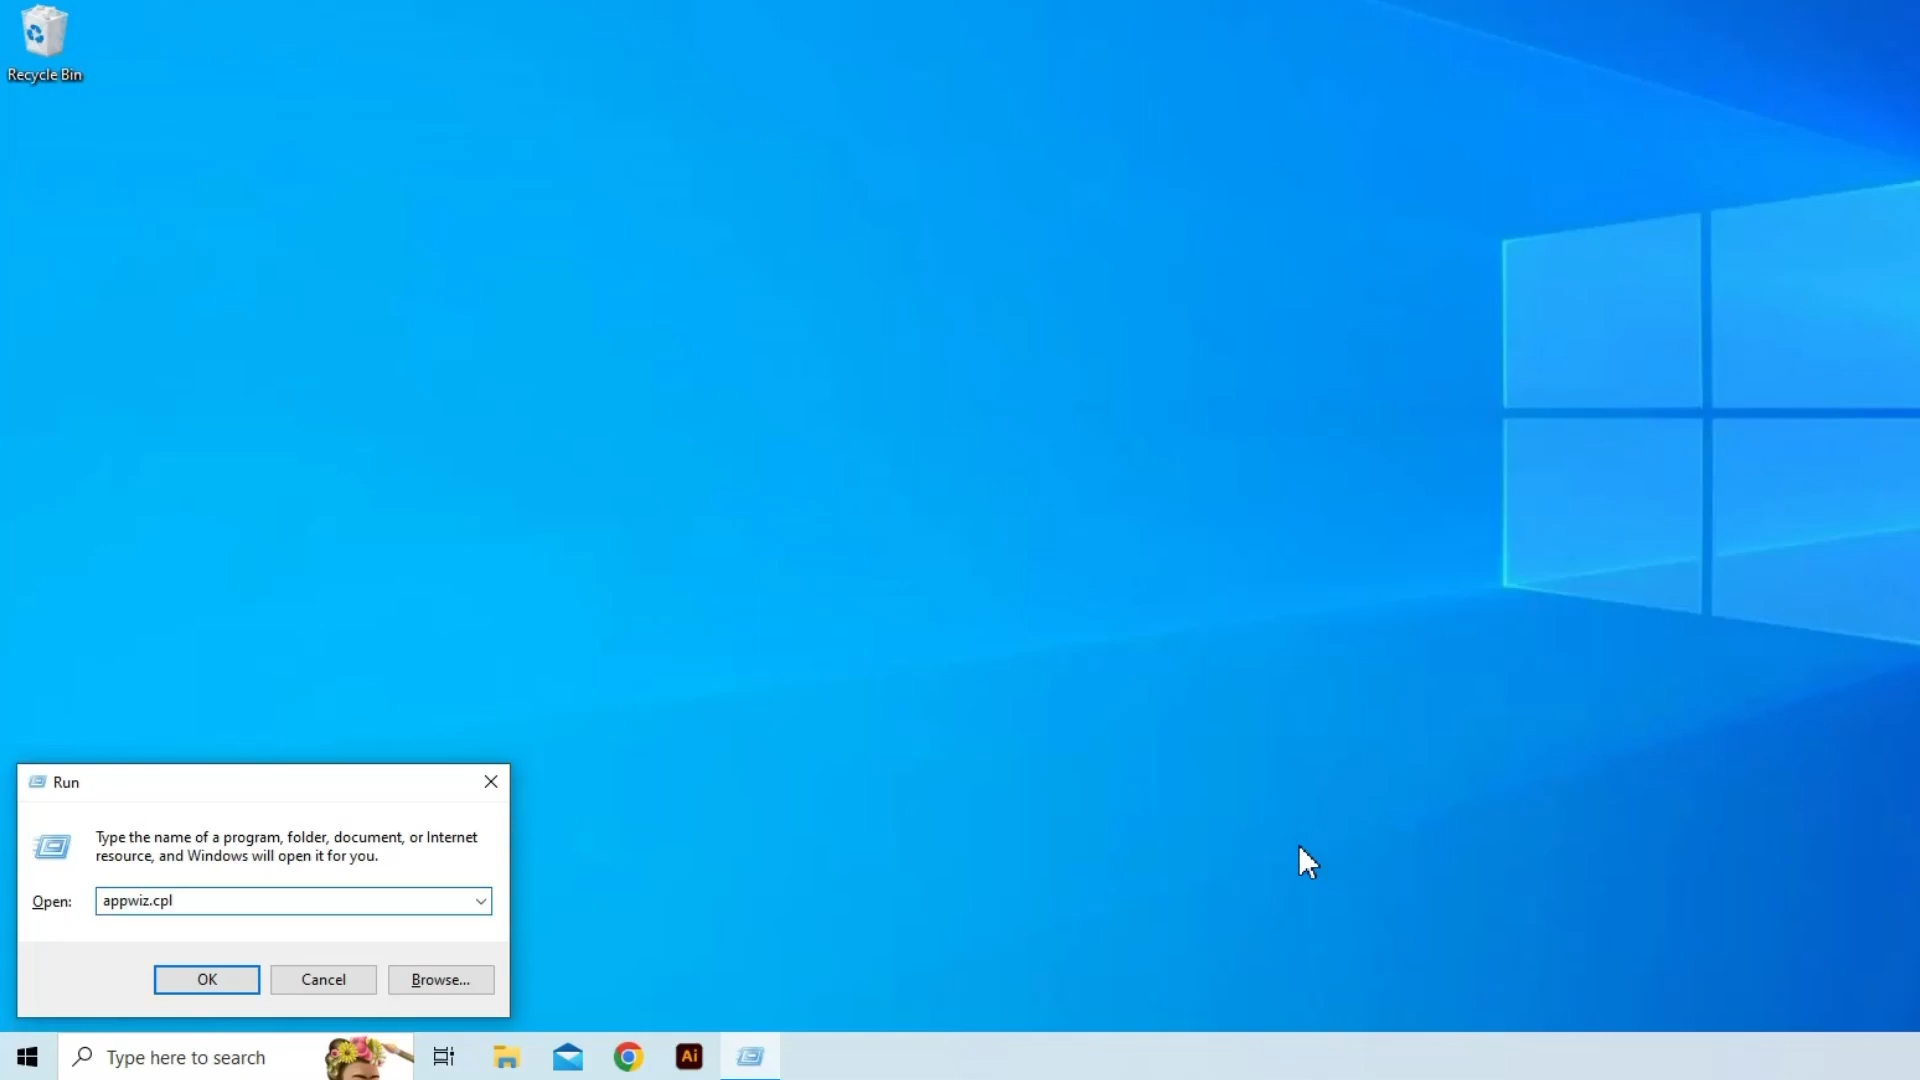 Recycle Bin
Run
Type the name of a program, folder, document, or Internet
resource, and Windows will open it for you.
Open: appwiz.cpl
OK Cancel Browse...
Type here to search Ai